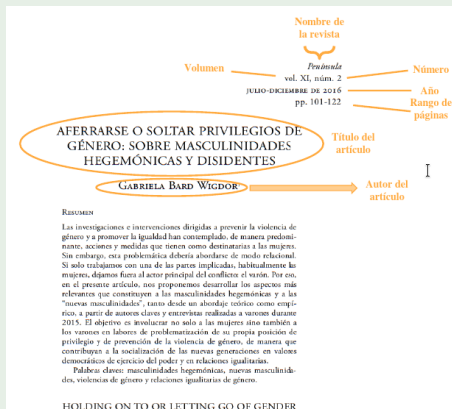 Nombre de
la revista
Península
Volumen
vol. XI, núm. 2
Número
JULIO-DICIEMBRE DE 2016
Año
pp. 101-122
Rango de
páginas
AFERRARSE O SOLTAR PRIVILEGIOS DE
GÉNERO: SOBRE MASCULINIDADES
HEGEMÓNICAS Y DISIDENTES
Título del
artículo
GABRIELA BARD WIGDOR
Autor del
artículo
RESUMEN
Las investigaciones e intervenciones dirigidas a prevenir la violencia de
género y a promover la igualdad han contemplado, de manera predomi-
nante, acciones y medidas que tienen como destinatarias a las mujeres.
Sin embargo, esta problemática debería abordarse de modo relacional.
Si solo trabajamos con una de las partes implicadas, habitualmente las
mujeres, dejamos fuera al actor principal del conflicto: el varón. Por eso,
en el presente artículo, nos proponemos desarrollar los aspectos más
relevantes que constituyen a las masculinidades hegemónicas y a las
“nuevas masculinidades”, tanto desde un abordaje teórico como empí-
rico, a partir de autores claves y entrevistas realizadas a varones durante
2015. El objetivo es involucrar no solo a las mujeres sino también a
los varones en labores de problematización de su propia posición de
privilegio y de prevención de la violencia de género, de manera que
contribuyan a la socialización de las nuevas generaciones en valores
democráticos de ejercicio del poder y en relaciones igualitarias.
Palabras claves: masculinidades hegemónicas, nuevas masculinida-
des, violencias de género y relaciones igualitarias de género.
HOLDING ON TO OR LETTING GO OF GENDER